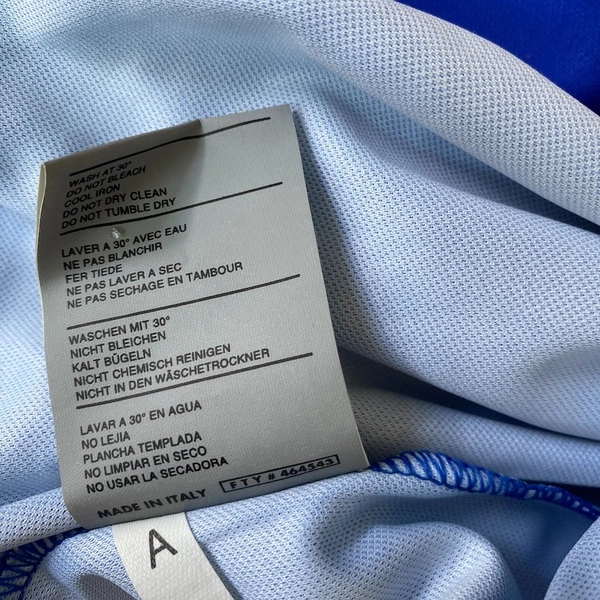 WASH AT 30°
DO NOT BLEACH
COOL IRON
DO NOT DRY CLEAN
DO NOT TUMBLE DRY
LAVER A 30° AVEC EAU
NE PAS BLANCHIR
FER TIEDE
NE PAS LAVER A SEC
NE PAS SECHAGE EN TAMBOUR
WASCHEN MIT 30°
NICHT BLEICHEN
KALT BÜGELN
NICHT CHEMISCH REINIGEN
NICHT IN DEN WÄSCHETROCKNER
LAVAR A 30° EN AGUA
NO LEJIA
PLANCHA TEMPLADA
NO LIMPIAR EN SECO
NO USAR LA SECADORA
MADE IN ITALY FTY # 464543
A